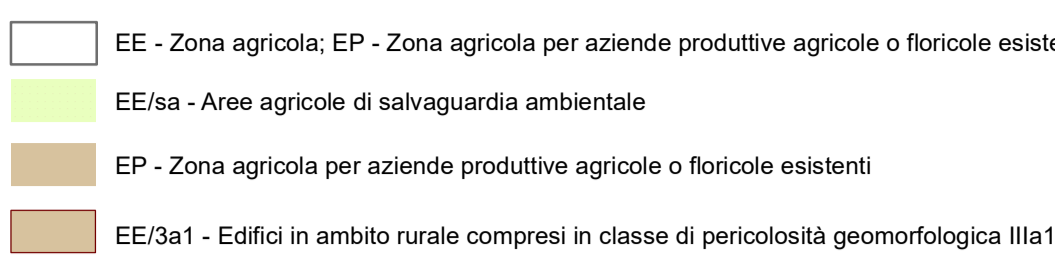 EE - Zona agricola; EP - Zona agricola per aziende produttive agricole o floricole
EE/sa - Aree agricole di salvaguardia ambientale
EP - Zona agricola per aziende produttive agricole o floricole esistenti
EE/3a1 - Edifici in ambito rurale compresi in classe di pericolosità geomorfologica IIIa1